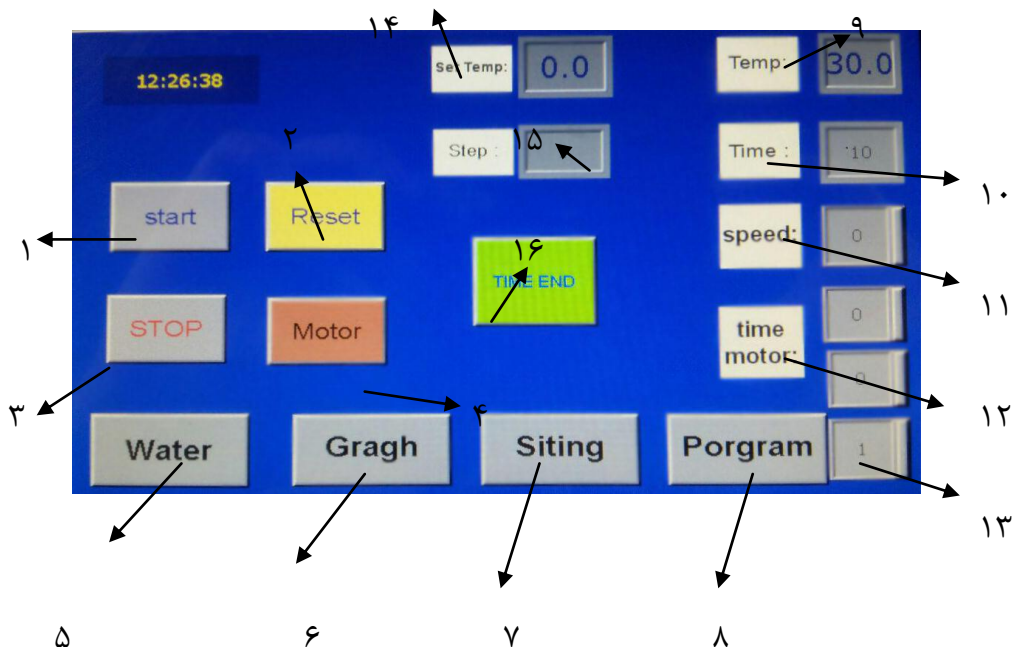 ۱۴
۹
12:26:38
Set Temp:
0.0
Temp:
30.0
۲
Step :
۱۵
Time :
10
۱۰
start
Reset
۱
۱۶
speed:
0
TIME END
۱۱
STOP
Motor
0
time
motor:
0
۳
۴
۱۲
Water
Gragh
Siting
Porgram
1
۱۳
۵
۶
۷
۸